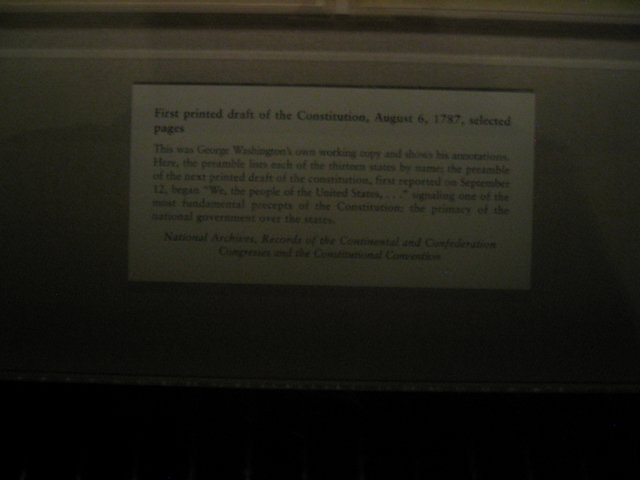 First printed draft of the Constitution, August 6, 1787, selected
pages
This was George Washington's own working copy and shows his annotations.
Here, the preamble lists each of the thirteen states by name; the preamble
of the next printed draft of the constitution, first reported on September
12, began "We, the people of the United States, . . ." signaling one of the
most fundamental precepts of the Constitution: the primacy of the
national government over the states.
National Archives, Records of the Continental and Confederation
Congresses and the Constitutional Convention